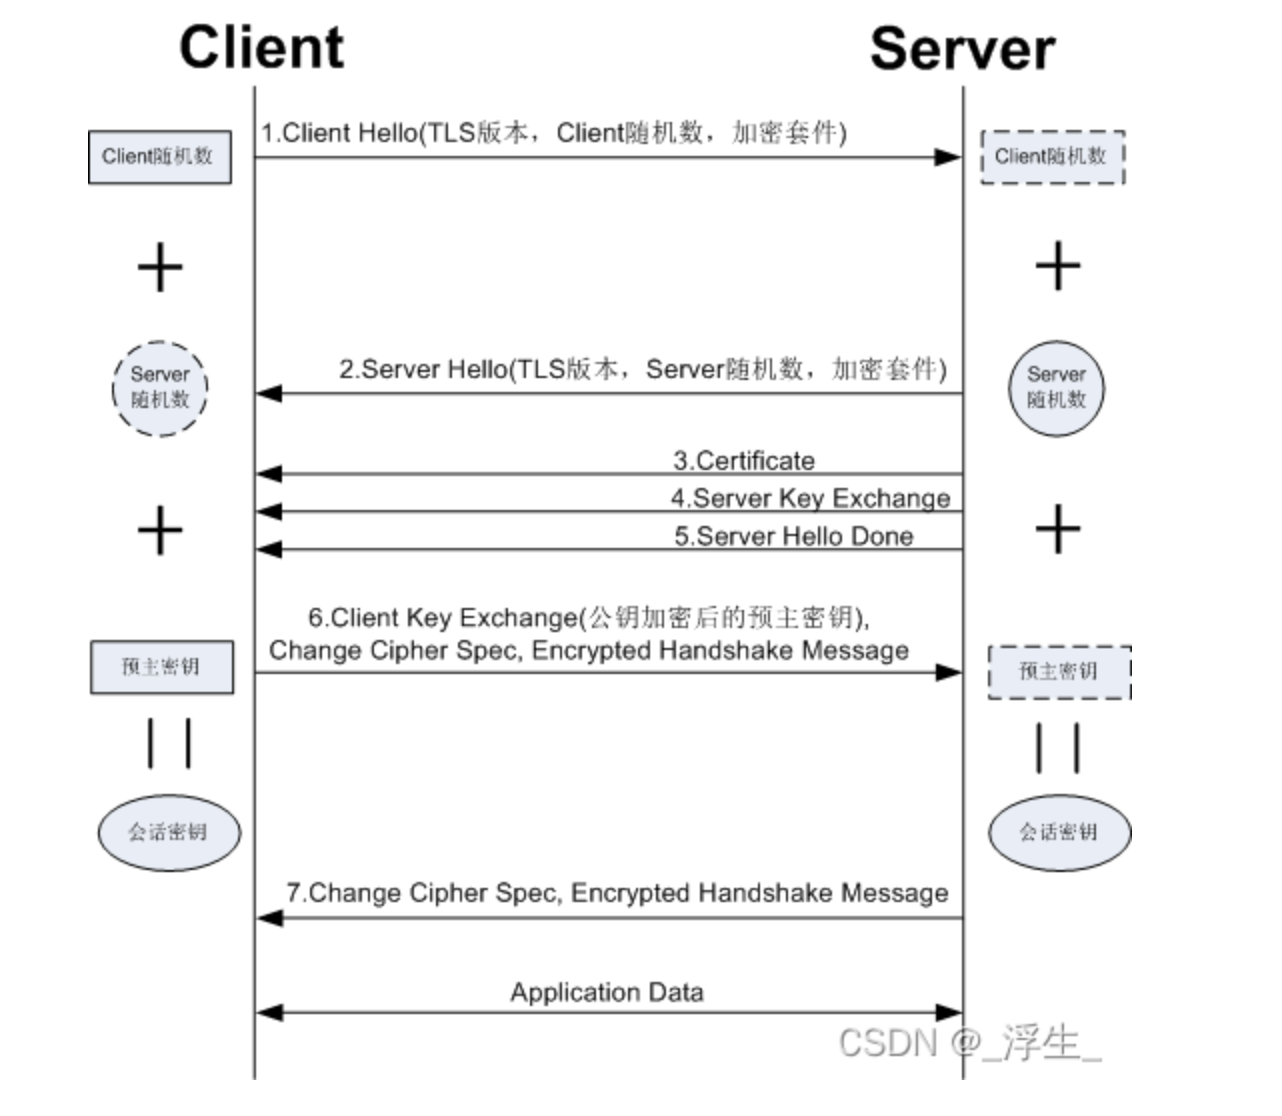 Client
Server
1.Client Hello(TLS版本，Client随机数，加密套件)
Client随机数
Client随机数
2.Server Hello(TLS版本，Server随机数，加密套件)
Server
随机数
Server
随机数
3.Certificate
4.Server Key Exchange
5.Server Hello Done
6.Client Key Exchange(公钥加密后的预主密钥),
Change Cipher Spec, Encrypted Handshake Message
预主密钥
预主密钥
会话密钥
会话密钥
7.Change Cipher Spec, Encrypted Handshake Message
Application Data
CSDN @_浮生_